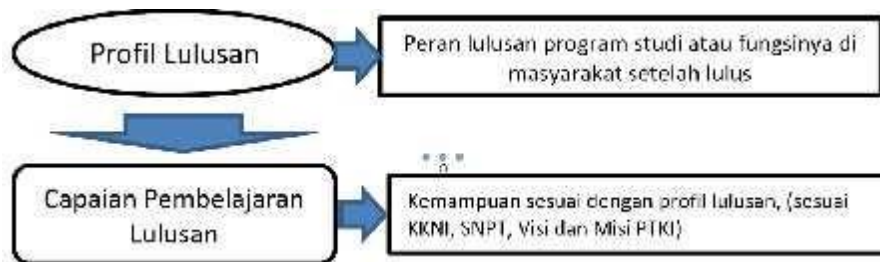 Profil Lulusan
Peran lulusan program studi atau fungsinya di
masyarakat setelah lulus
Capaian Pembelajaran
Lulusan
Kemampuan sesuai dengan profil lulusan, (sesuai
KKNI, SNPT, Visi dan Misi PTKI)